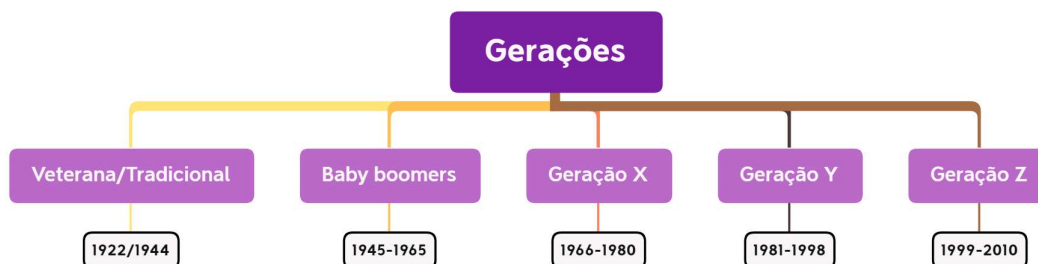 Gerações
Veterana/Tradicional
Baby boomers
Geração X
Geração Y
Geração Z
1922/1944
1945-1965
1966-1980
1981-1998
1999-2010